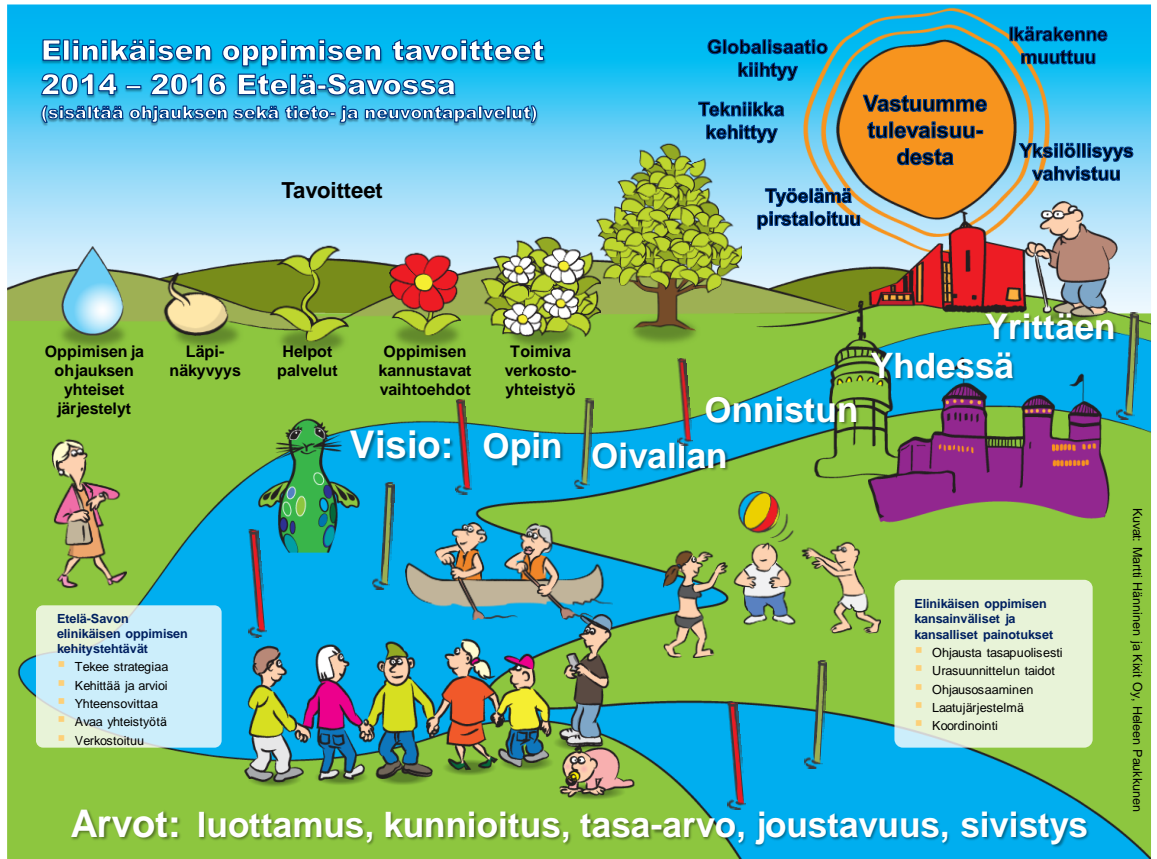 Elinikäisen oppimisen tavoitteet
2014 – 2016 Etelä-Savossa
(sisältää ohjauksen sekä tieto- ja neuvontapalvelut)
Globalisaatio
kiihtyy
Tekniikka
kehittyy
Työelämä
pirstaloituu
Vastuumme
tulevaisuu-
desta
Ikärakenne
muuttuu
Yksilöllisyys
vahvistuu
Tavoitteet
Oppimisen ja
ohjauksen
yhteiset
järjestelyt
Läpi-
näkyvyys
Helpot
palvelut
Oppimisen
kannustavat
vaihtoehdot
Toimiva
verkosto-
yhteistyö
Visio: Opin
Oivallan
Onnistun
Yhdessä
Yrittäen
Etelä-Savon
elinikäisen oppimisen
kehitystehtävät
Tekee strategiaa
Kehittää ja arvioi
Yhteensovittaa
Avaa yhteistyötä
Verkostoituu
Elinikäisen oppimisen
kansainväliset ja
kansalliset painotukset
Ohjausta tasapuolisesti
Urasuunnittelun taidot
Ohjausosaaminen
Laatujärjestelmä
Koordinointi
Kuvat: Martti Hänninen ja Kixit Oy, Heleen Paukkunen
Arvot: luottamus, kunnioitus, tasa-arvo, joustavuus, sivistys